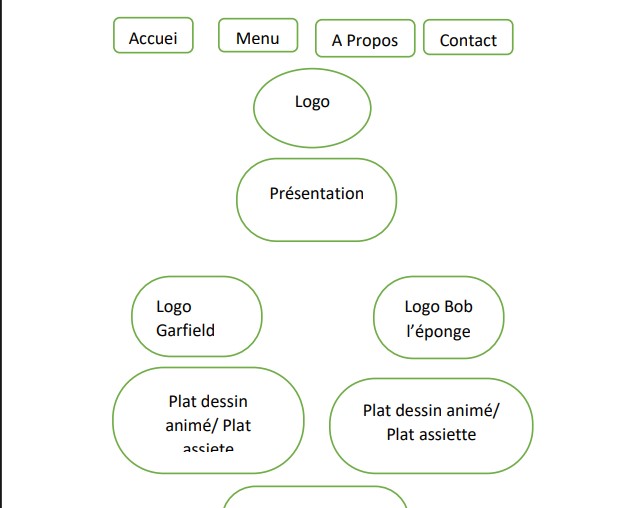 Accuei
Menu
A Propos
Contact
Logo
Présentation
Logo
Garfield
Logo Bob
l’éponge
Plat dessin
animé/ Plat
assiete
Plat dessin animé/
Plat assiette